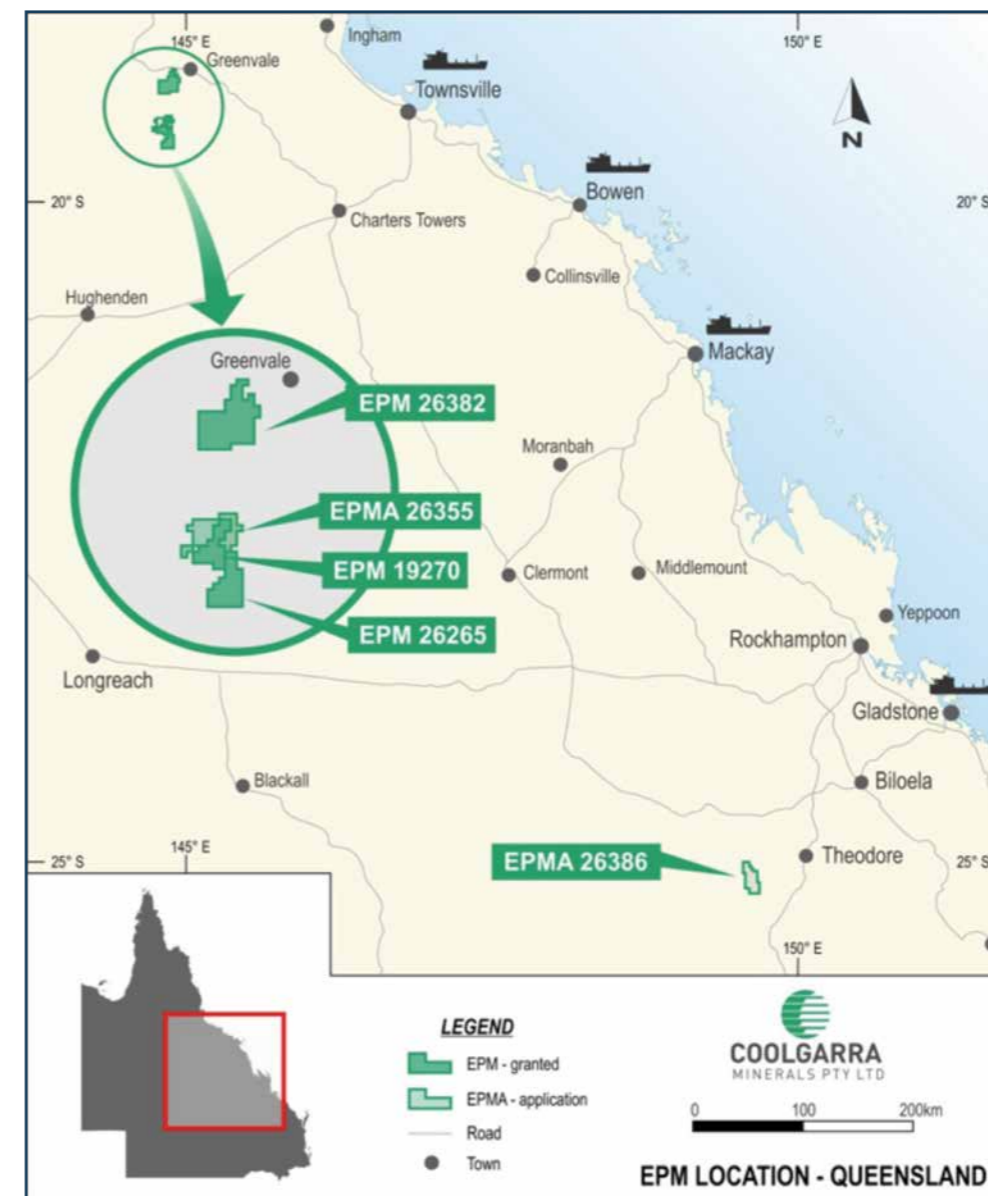 145° E
150° E
Ingham
Greenvale
Townsville
N
Bowen
20° S
20° S
Charters Towers
Collinsville
Hughenden
Mackay
Greenvale
EPM 26382
Moranbah
EPMA 26355
EPM 19270
Clermont
Middlemount
Yeppoon
EPM 26265
Rockhampton
Longreach
Gladstone
Blackall
Biloela
145° E
EPMA 26386
Theodore
25° S
25° S
150° E
LEGEND
EPM - granted
EPMA - application
Road
Town
COOLGARRA
MINERALS PTY LTD
0 100 200km
EPM LOCATION - QUEENSLAND